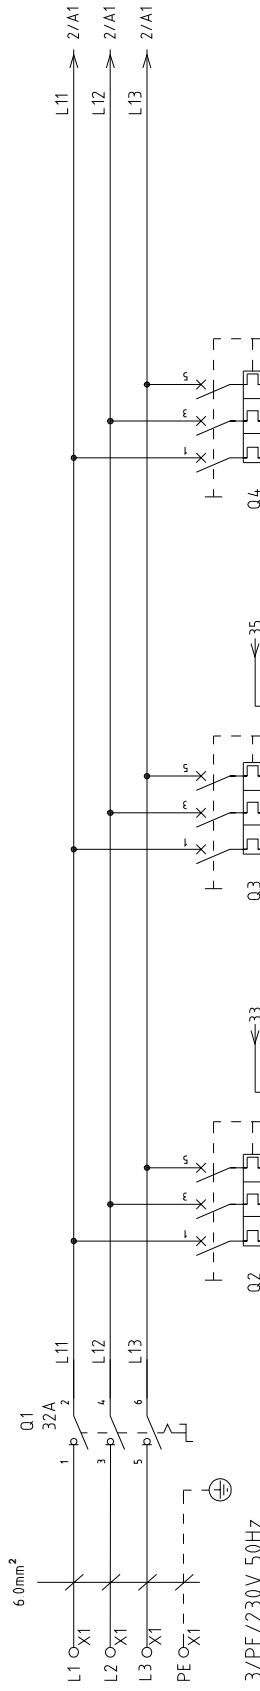 6 0mm²
Q1
32A
L1 X1 1 2 L11 L11 2/A1
L2 X1 3 4 L12 L12 2/A1
L3 X1 5 6 L13 L13 2/A1
PE X1
1 3 5 1 3 5 1 3 5
Q2 33 Q3 35 Q4
3/PE/230V 50Hz